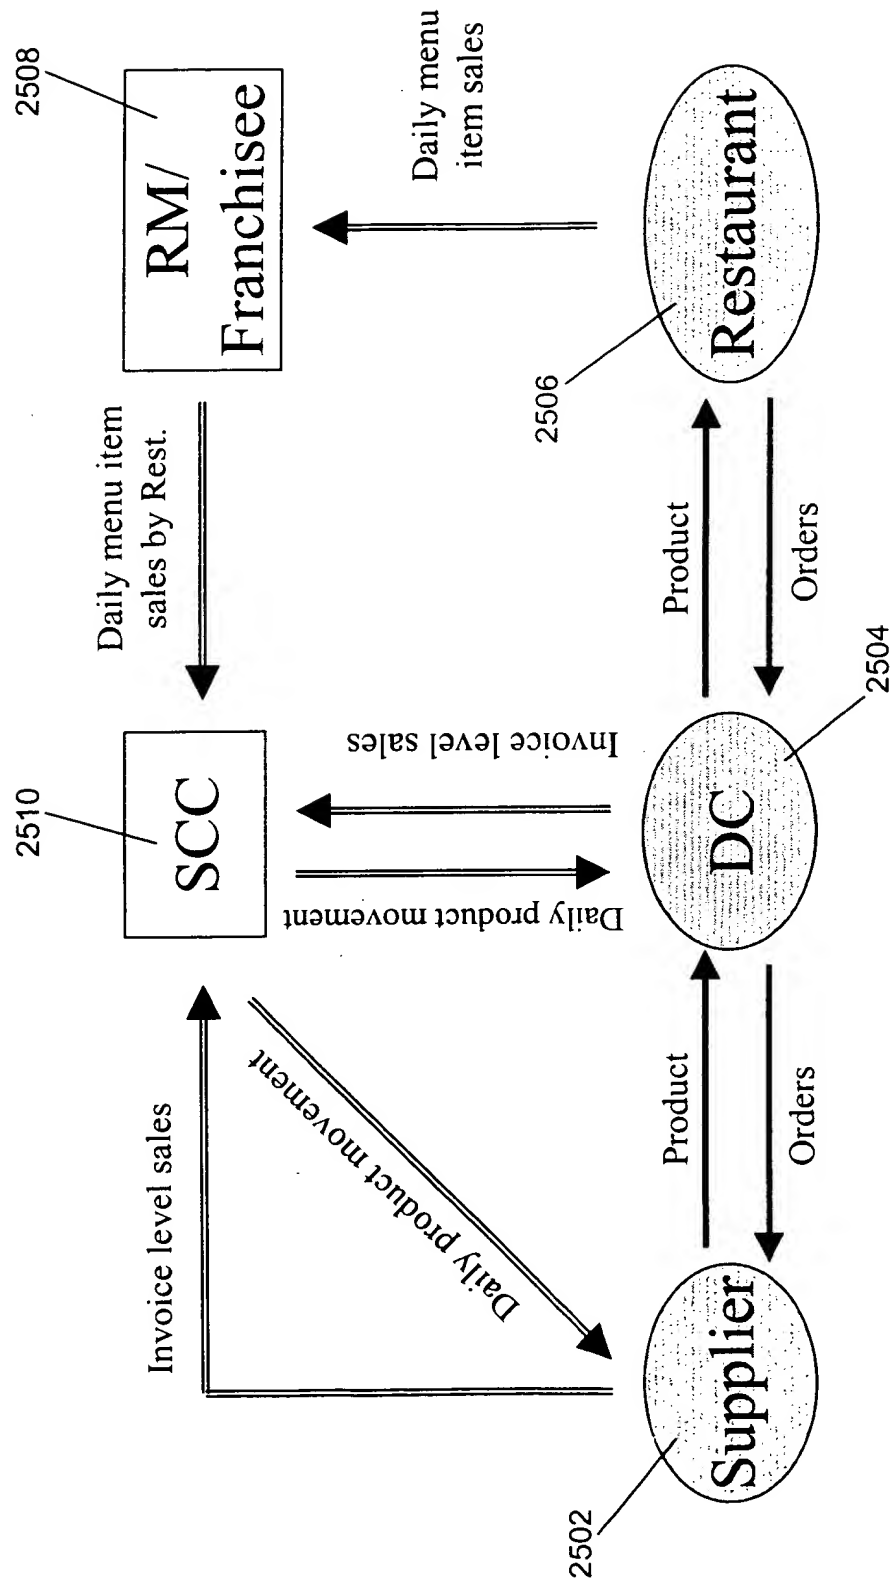 2510
SCC
Daily menu item
sales by Rest.
RM/
Franchisee
2508
Invoice level sales
Daily product movement
Daily product movement
Invoice level sales
Daily menu
item sales
2502
Supplier
Product
Orders
DC
2504
Product
Orders
2506
Restaurant